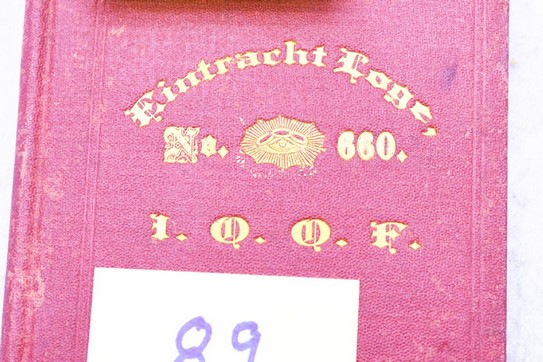 Eintracht Loge,
No. 660.
I. O. O. F.
89